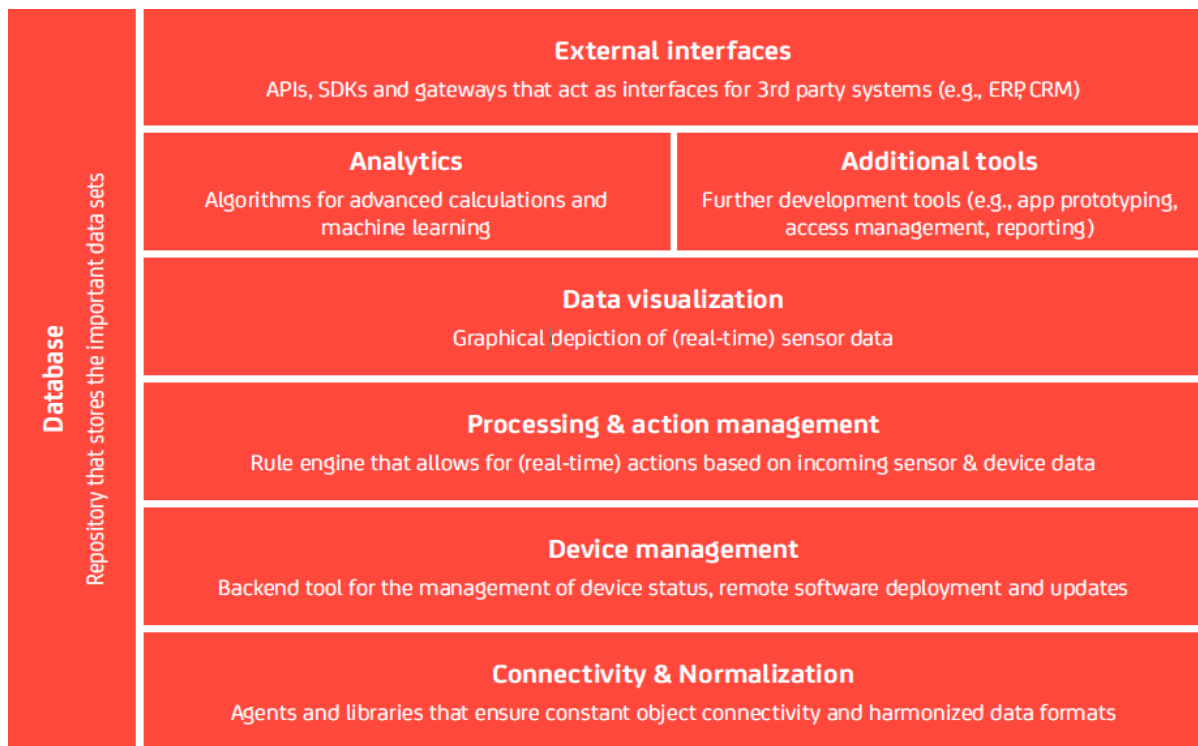 Database
Repository that stores the important data sets
External interfaces
APIs, SDKs and gateways that act as interfaces for 3rd party systems (e.g., ERP, CRM)
Analytics
Algorithms for advanced calculations and
machine learning
Additional tools
Further development tools (e.g., app prototyping,
access management, reporting)
Data visualization
Graphical depiction of (real-time) sensor data
Processing & action management
Rule engine that allows for (real-time) actions based on incoming sensor & device data
Device management
Backend tool for the management of device status, remote software deployment and updates
Connectivity & Normalization
Agents and libraries that ensure constant object connectivity and harmonized data formats